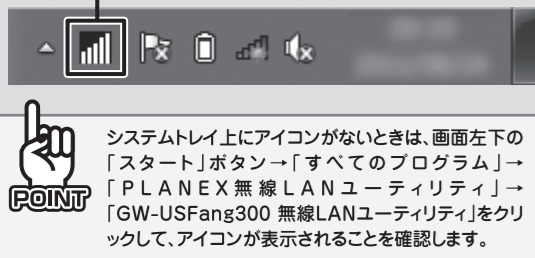 POINT
システムトレイ上にアイコンがないときは、画面左下の
「スタート」ボタン→「すべてのプログラム」→
「PLANEX無線LANユーティリティ」→
「GW-USFang300 無線LANユーティリティ」をクリ
ックして、アイコンが表示されることを確認します。